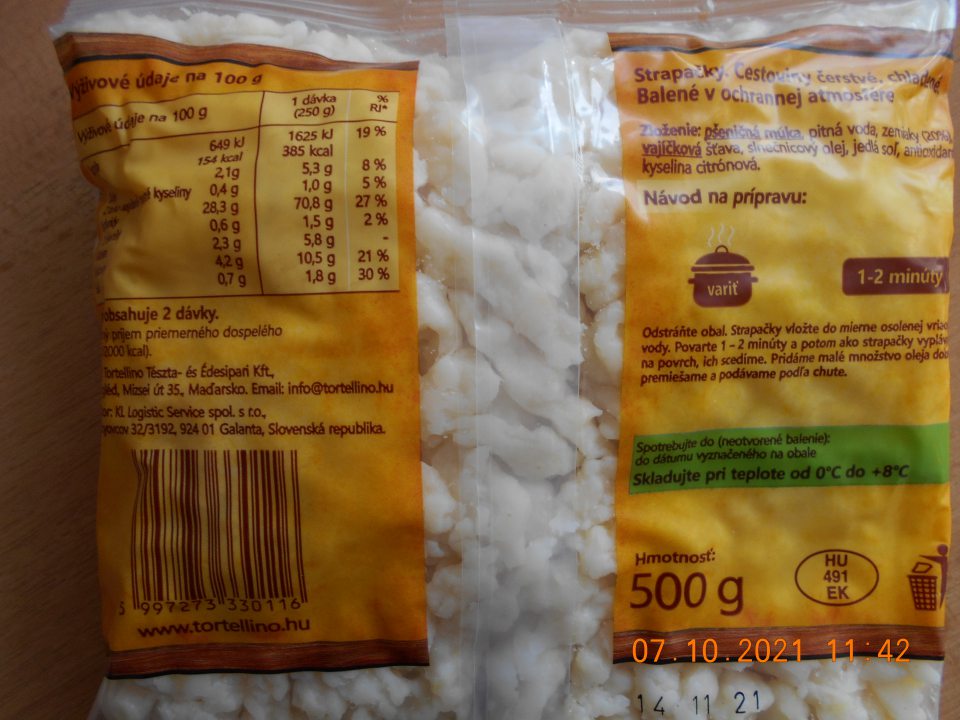 Výživové údaje na 100 g
Výživové údaje na 100 g
1 dávka
(250 g)
%
RI*
649 kJ 1625 kJ 19 %
154 kcal 385 kcal
2,1g 5,3 g 8 %
kyseliny 0,4 g 1,0 g 5 %
28,3 g 70,8 g 27 %
0,6 g 1,5 g 2 %
2,3 g 5,8 g -
4,2 g 10,5 g 21 %
0,7 g 1,8 g 30 %
obsahuje 2 dávky.
príjem priemerného dospelého
kcal).
Tortellino Tészta- és Édesipari Kft.,
Mizsei út 35., Maďarsko. Email: info@tortellino.hu
KL Logistic Service spol. s r.o.,
32/3192, 924 01 Galanta, Slovenská republika.
997273 330116
www.tortellino.hu
Strapačky. Cestoviny čerstvé, chladené
Balené v ochrannej atmosfére
Zloženie: pšeničná múka, pitná voda, zemiaky (20%),
vajíčková šťava, slnečnicový olej, jedlá soľ,
kyselina citrónová.
Návod na prípravu:
variť
1-2 minúty
Odstráňte obal. Strapačky vložte do mierne osolenej
vody. Povarte 1 – 2 minúty a potom ako strapačky
na povrch, ich scedíme. Pridáme malé množstvo oleja
premiešame a podávame podľa chute.
Spotrebujte do (neotvorené balenie):
do dátumu vyznačeného na obale
Skladujte pri teplote od 0°C do +8°C
Hmotnosť:
500 g
HU
491
EK
07.10.2021 11:42
14 11 21